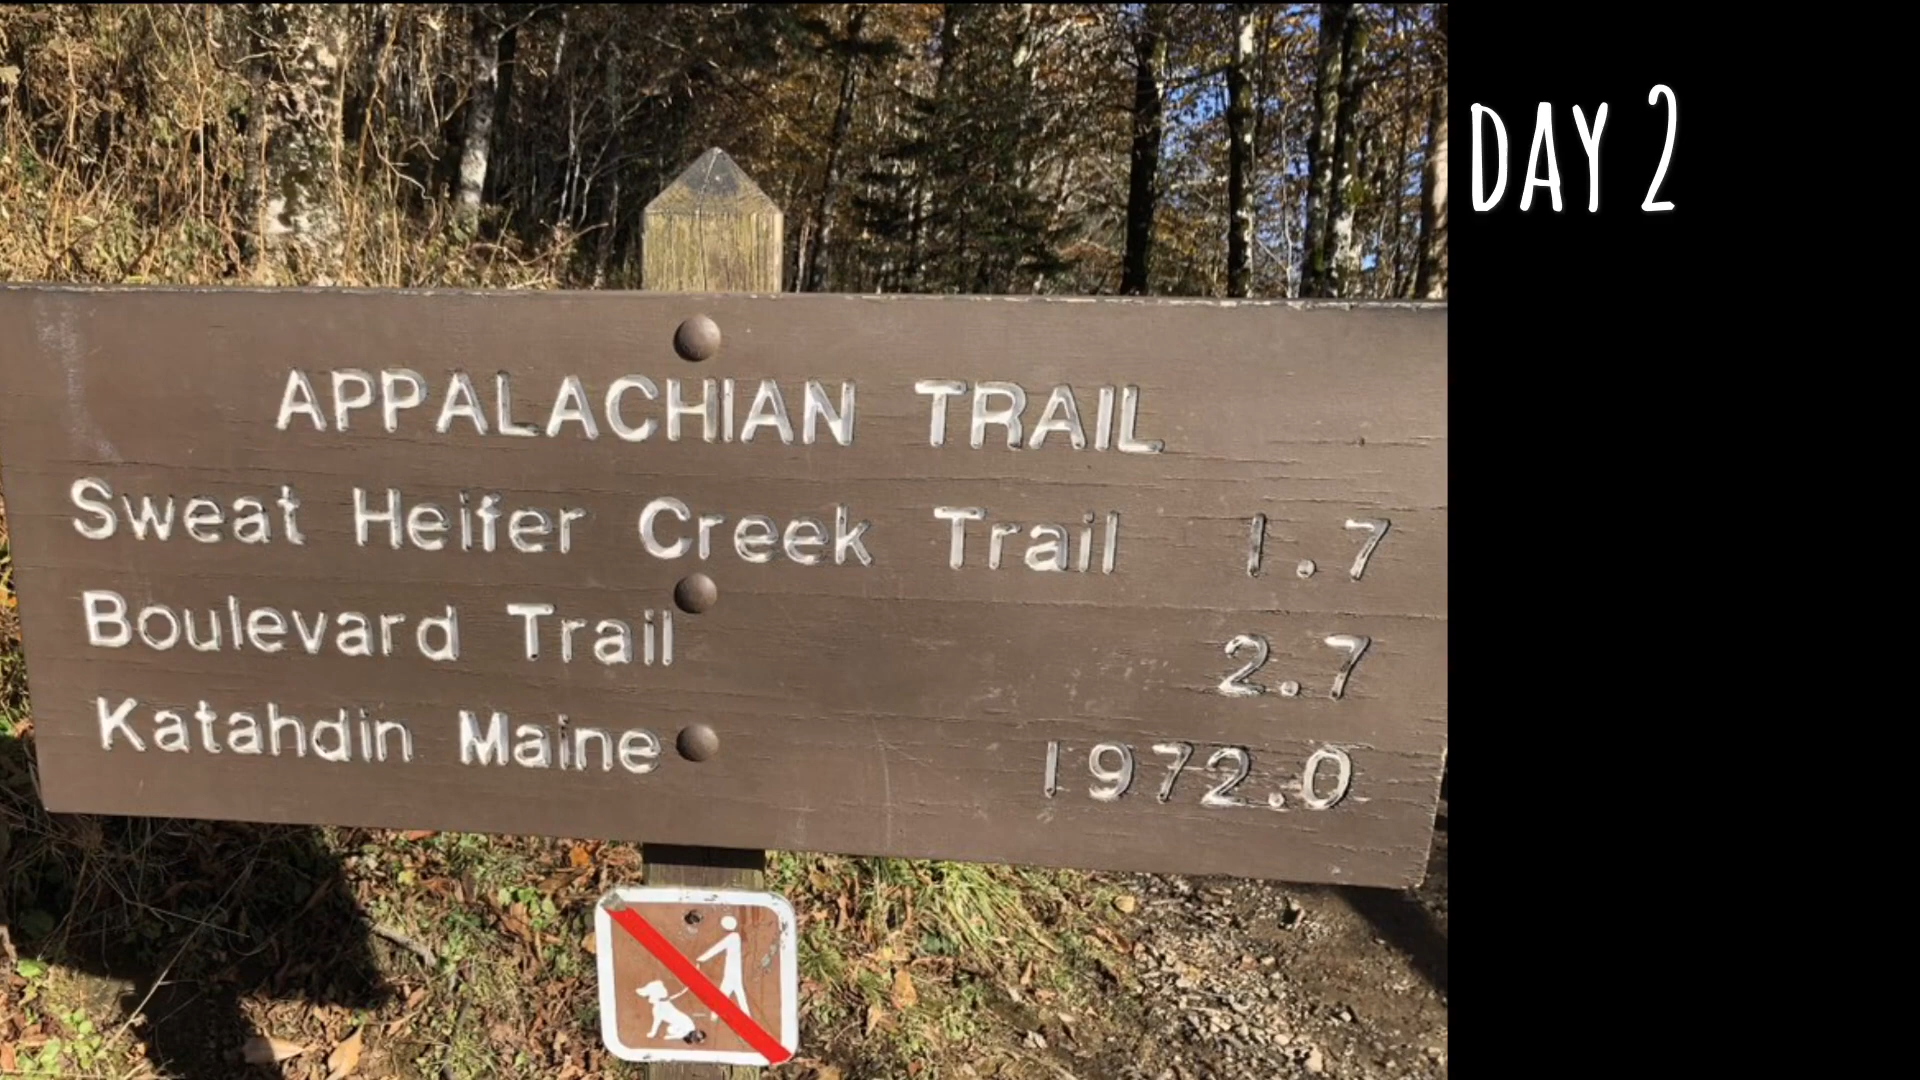 APPALACHIAN TRAIL
Sweat Heifer Creek Trail 1.7
Boulevard Trail 2.7
Katahdin Maine 1972.0
DAY 2